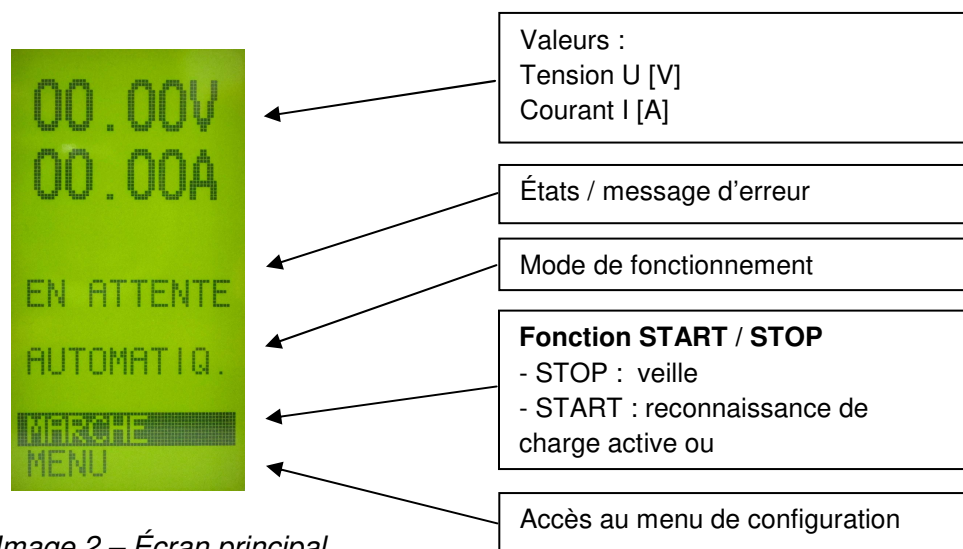 00.00V
00.00A
EN ATTENTE
AUTOMATIQ.
MARCHE
MENU
Valeurs :
Tension U [V]
Courant I [A]
États / message d’erreur
Mode de fonctionnement
Fonction START / STOP
- STOP : veille
- START : reconnaissance de
charge active ou
Accès au menu de configuration
Image 2 – Écran principal